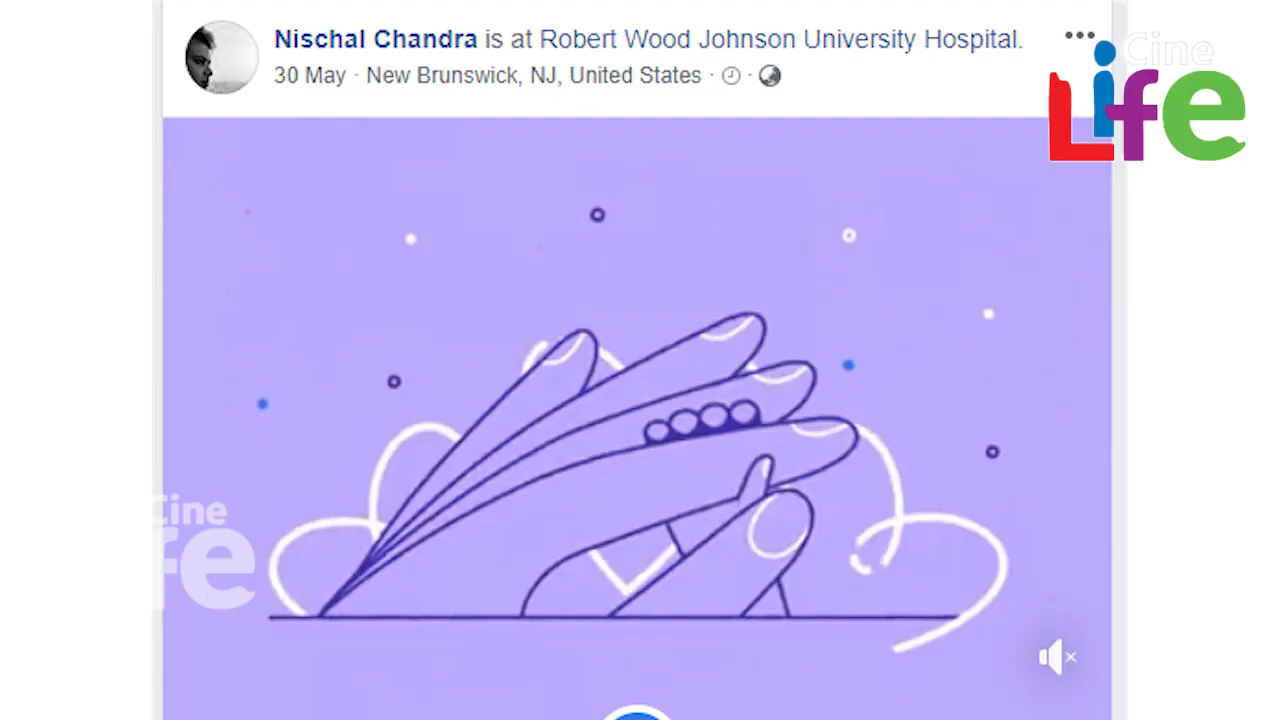 Nischal Chandra is at Robert Wood Johnson University Hospital.
30 May · New Brunswick, NJ, United States ·
Cine
Life
Cine
fe